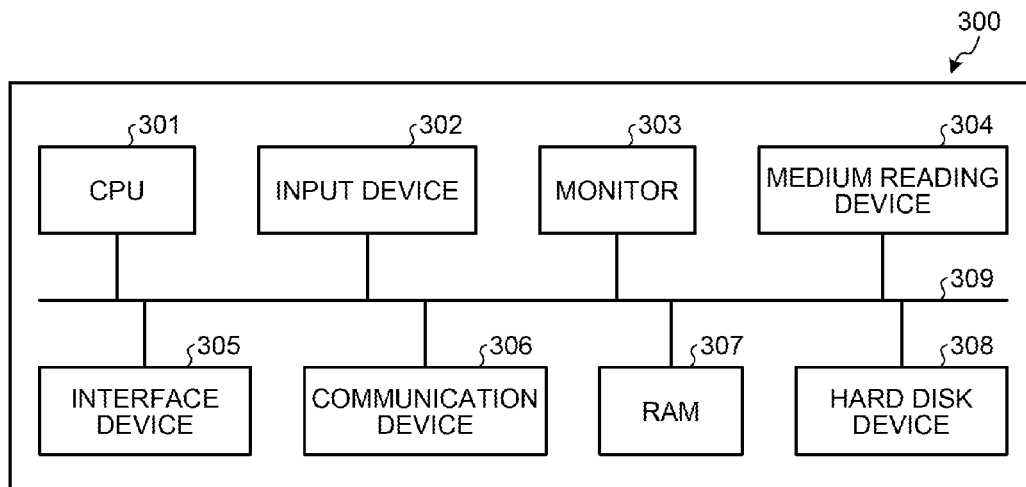 300
301
302
303
304
CPU
INPUT DEVICE
MONITOR
MEDIUM READING
DEVICE
309
305
306
307
308
INTERFACE
DEVICE
COMMUNICATION
DEVICE
RAM
HARD DISK
DEVICE